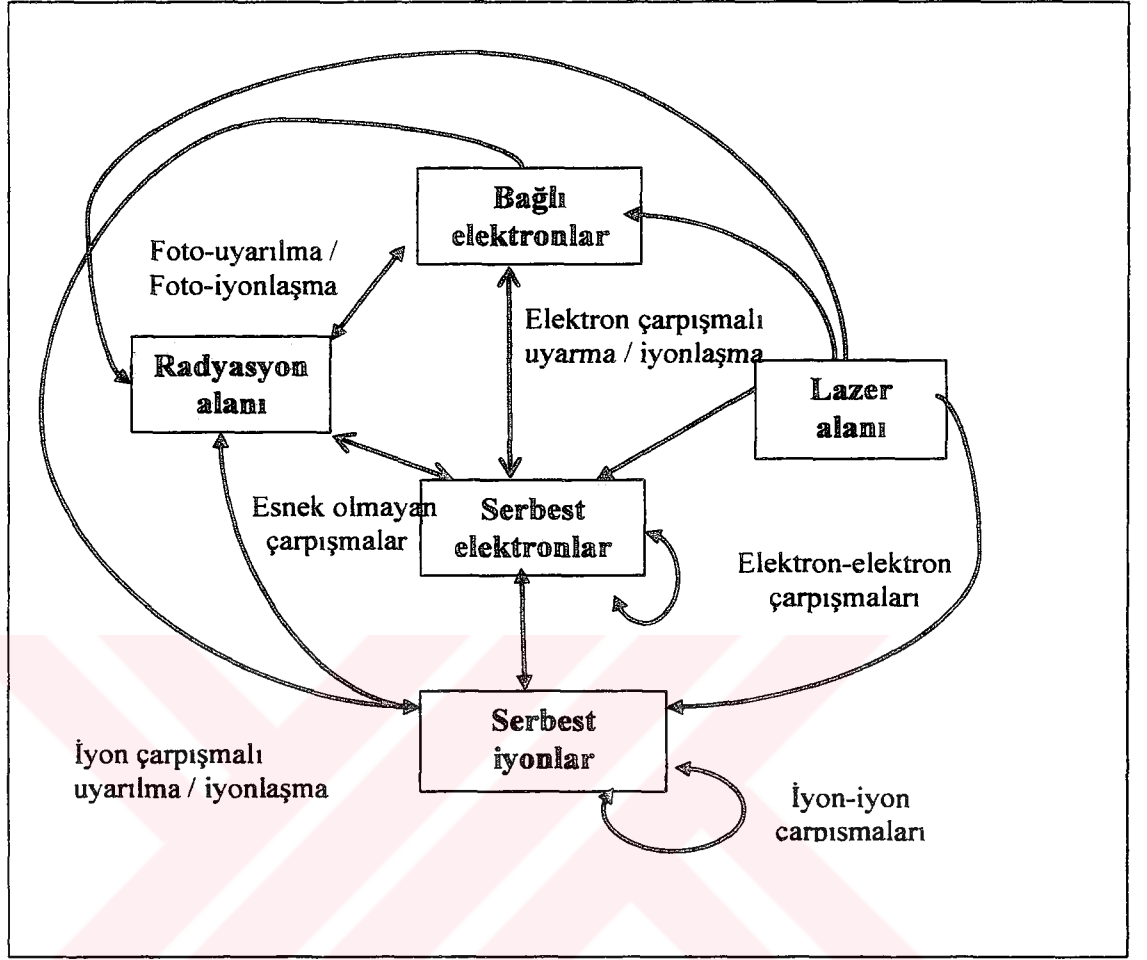 Bağlı
elektronlar
Foto-uyarılma /
Foto-iyonlaşma
Elektron çarpışmalı
uyarma / iyonlaşma
Radyasyon
alanı
Lazer
alanı
Esnek olmayan
çarpışmalar
Serbest
elektronlar
Elektron-elektron
çarpışmaları
Serbest
iyonlar
İyon çarpışmalı
uyarılma / iyonlaşma
İyon-iyon
çarpışmaları